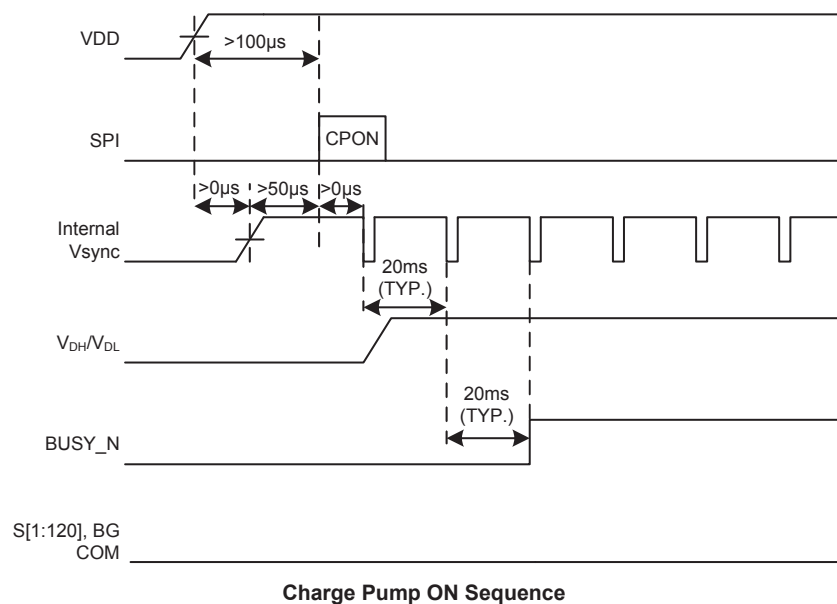 VDD
>100µs
SPI
CPON
>0µs
>50µs
>0µs
Internal
Vsync
20ms
(TYP.)
VDH/VDL
20ms
(TYP.)
BUSY_N
S[1:120], BG
COM
Charge Pump ON Sequence